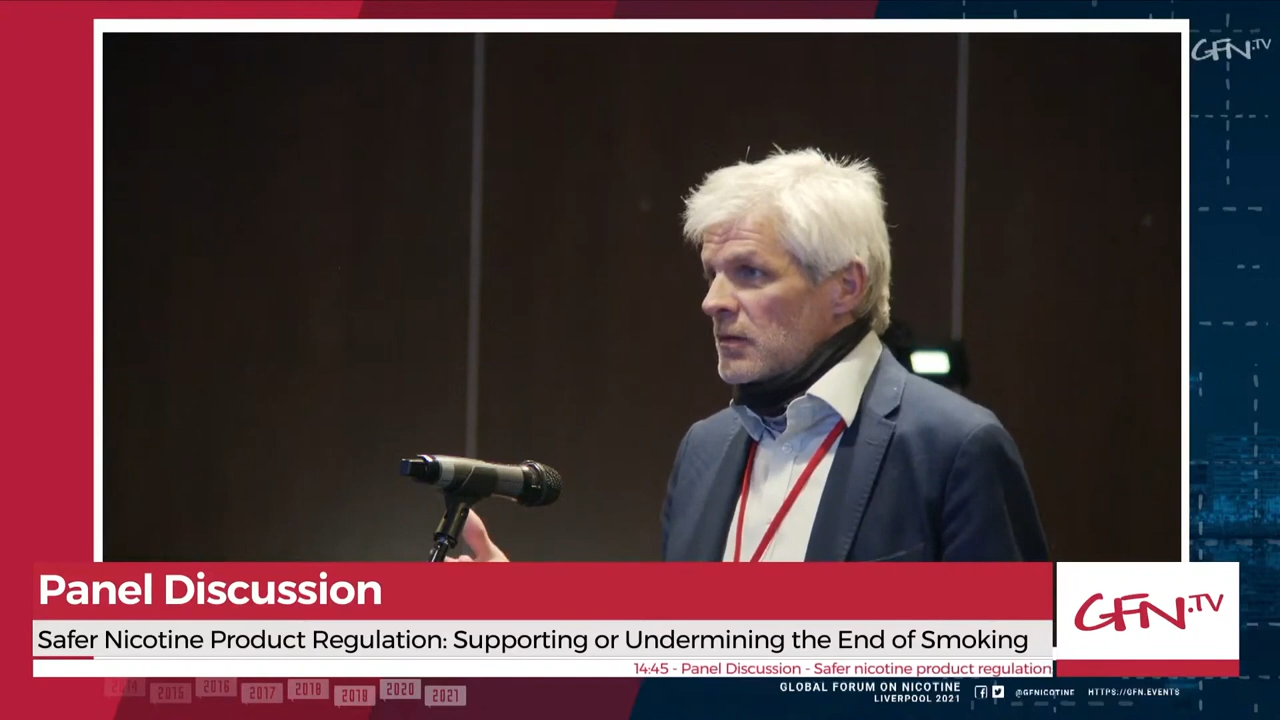 GFN.TV
Panel Discussion
Safer Nicotine Product Regulation: Supporting or Undermining the End of Smoking
GFN.TV
14:45 - Panel Discussion - Safer nicotine product regulation
2014 2015 2016 2017 2018 2019 2020 2021
GLOBAL FORUM ON NICOTINE
LIVERPOOL 2021
@GFNICOTINE HTTPS://GFN.EVENTS